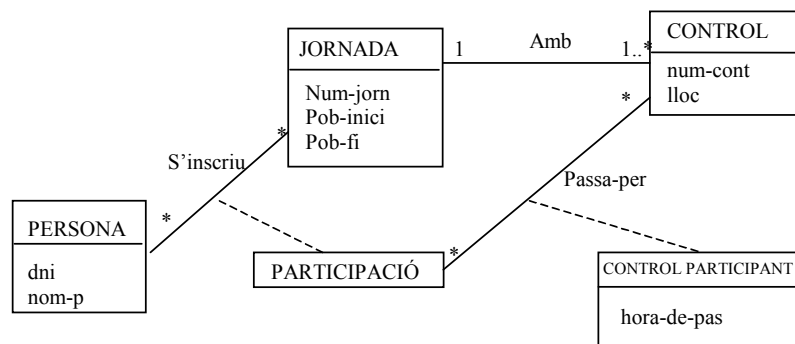 JORNADA
Num-jorn
Pob-inici
Pob-fi
1
Amb
1..*
CONTROL
num-cont
lloc
*
*
S’inscriu
*
Passa-per
*
PERSONA
dni
nom-p
PARTICIPACIÓ
CONTROL PARTICIPANT
hora-de-pas